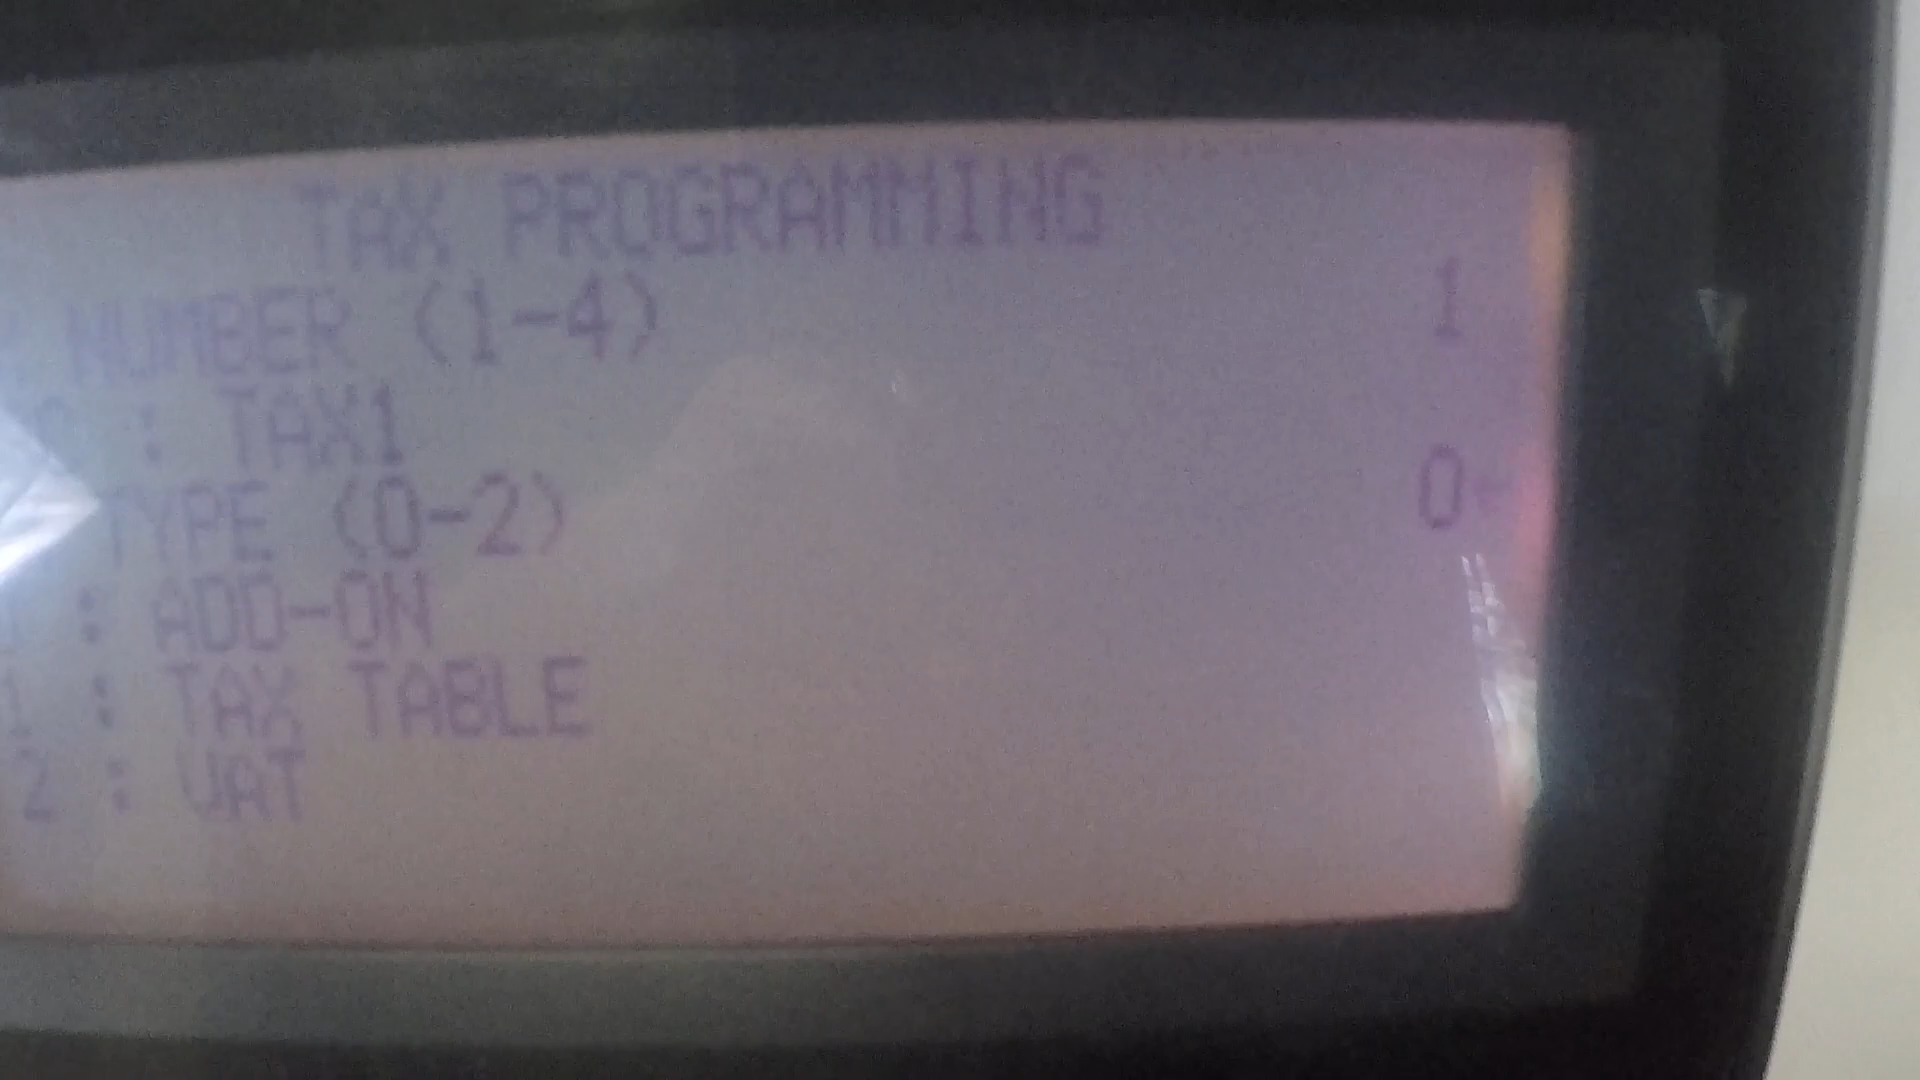 TAX PROGRAMMING
NUMBER (1-4) 1
: TAX1
TYPE (0-2) 0
: ADD-ON
1 : TAX TABLE
2 : VAT